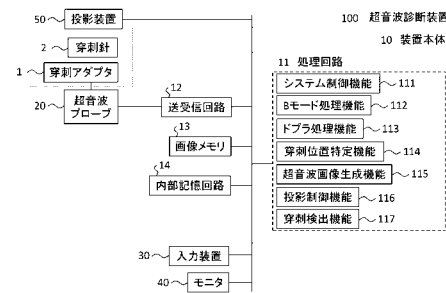 50 投影装置
2 穿刺針
1 穿刺アダプタ
20 超音波
プローブ
12
送受信回路
13
画像メモリ
14
内部記憶回路
30 入力装置
40 モニタ
100 超音波診断装置
10 装置本体
11 処理回路
システム制御機能 111
Bモード処理機能 112
ドプラ処理機能 113
穿刺位置特定機能 114
超音波画像生成機能 115
投影制御機能 116
穿刺検出機能 117